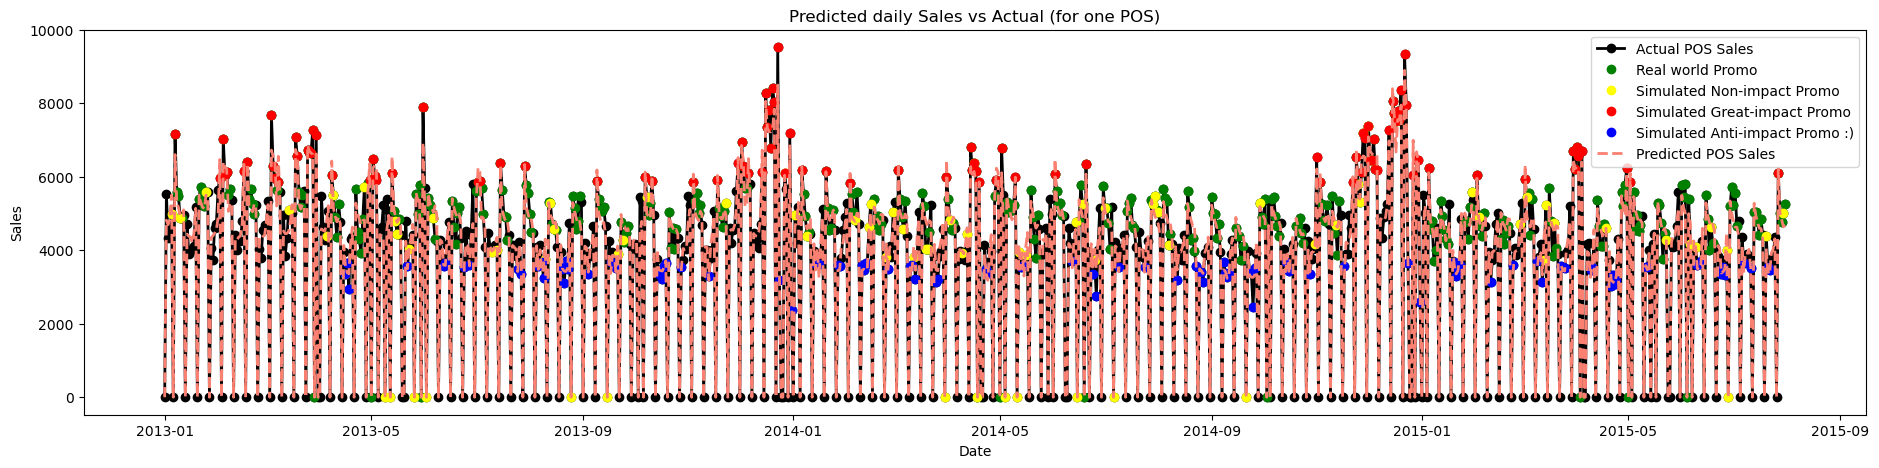 Predicted daily Sales vs Actual (for one POS)
10000
8000
6000
4000
2000
0
Sales
Actual POS Sales
Real world Promo
Simulated Non-impact Promo
Simulated Great-impact Promo
Simulated Anti-impact Promo :)
Predicted POS Sales
2013-01
2013-05
2013-09
2014-01
2014-05
2014-09
2015-01
2015-05
2015-09
Date